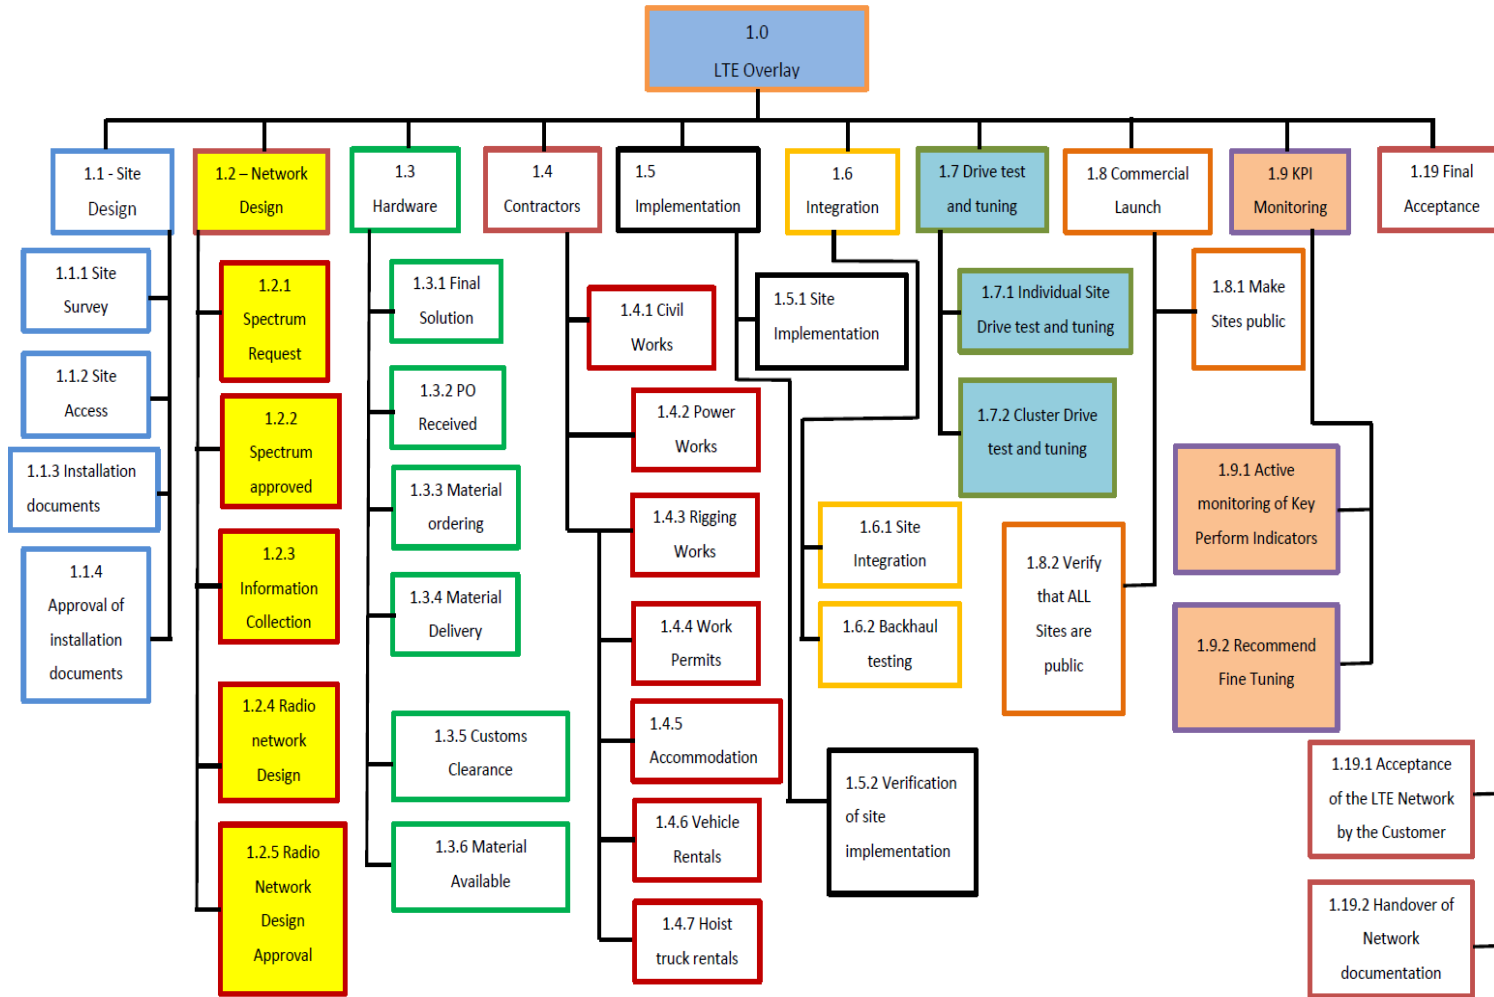 1.0
LTE Overlay
1.1 - Site
Design
1.2 – Network
Design
1.3
Hardware
1.4
Contractors
1.5
Implementation
1.6
Integration
1.7 Drive test
and tuning
1.8 Commercial
Launch
1.9 KPI
Monitoring
1.19 Final
Acceptance
1.1.1 Site
Survey
1.1.2 Site
Access
1.1.3 Installation
documents
1.1.4
Approval of
installation
documents
1.2.1
Spectrum
Request
1.2.2
Spectrum
approved
1.2.3
Information
Collection
1.2.4 Radio
network
Design
1.2.5 Radio
Network
Design
Approval
1.3.1 Final
Solution
1.3.2 PO
Received
1.3.3 Material
ordering
1.3.4 Material
Delivery
1.3.5 Customs
Clearance
1.3.6 Material
Available
1.4.1 Civil
Works
1.4.2 Power
Works
1.4.3 Rigging
Works
1.4.4 Work
Permits
1.4.5
Accommodation
1.4.6 Vehicle
Rentals
1.4.7 Hoist
truck rentals
1.5.1 Site
Implementation
1.5.2 Verification
of site
implementation
1.6.1 Site
Integration
1.6.2 Backhaul
testing
1.7.1 Individual Site
Drive test and tuning
1.7.2 Cluster Drive
test and tuning
1.8.1 Make
Sites public
1.8.2 Verify
that ALL
Sites are
public
1.9.1 Active
monitoring of Key
Perform Indicators
1.9.2 Recommend
Fine Tuning
1.19.1 Acceptance
of the LTE Network
by the Customer
1.19.2 Handover of
Network
documentation